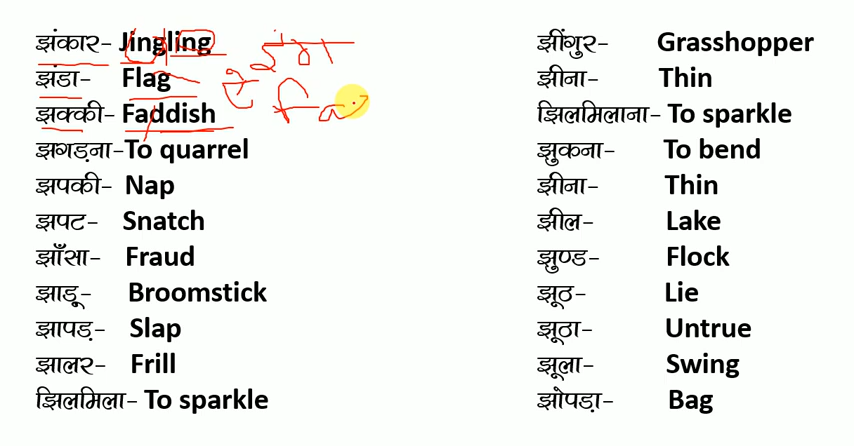 झंकार- Jingling
झंडा- Flag
झक्की- Faddish
झगड़ना- To quarrel
झपकी- Nap
झपट- Snatch
झाँसा- Fraud
झाड़ू- Broomstick
झापड़- Slap
झालर- Frill
झिलमिला- To sparkle
झींगुर- Grasshopper
झीना- Thin
झिलमिलाना- To sparkle
झुकना- To bend
झीना- Thin
झील- Lake
झुण्ड- Flock
झूठ- Lie
झूठा- Untrue
झूला- Swing
झोपड़ा- Bag